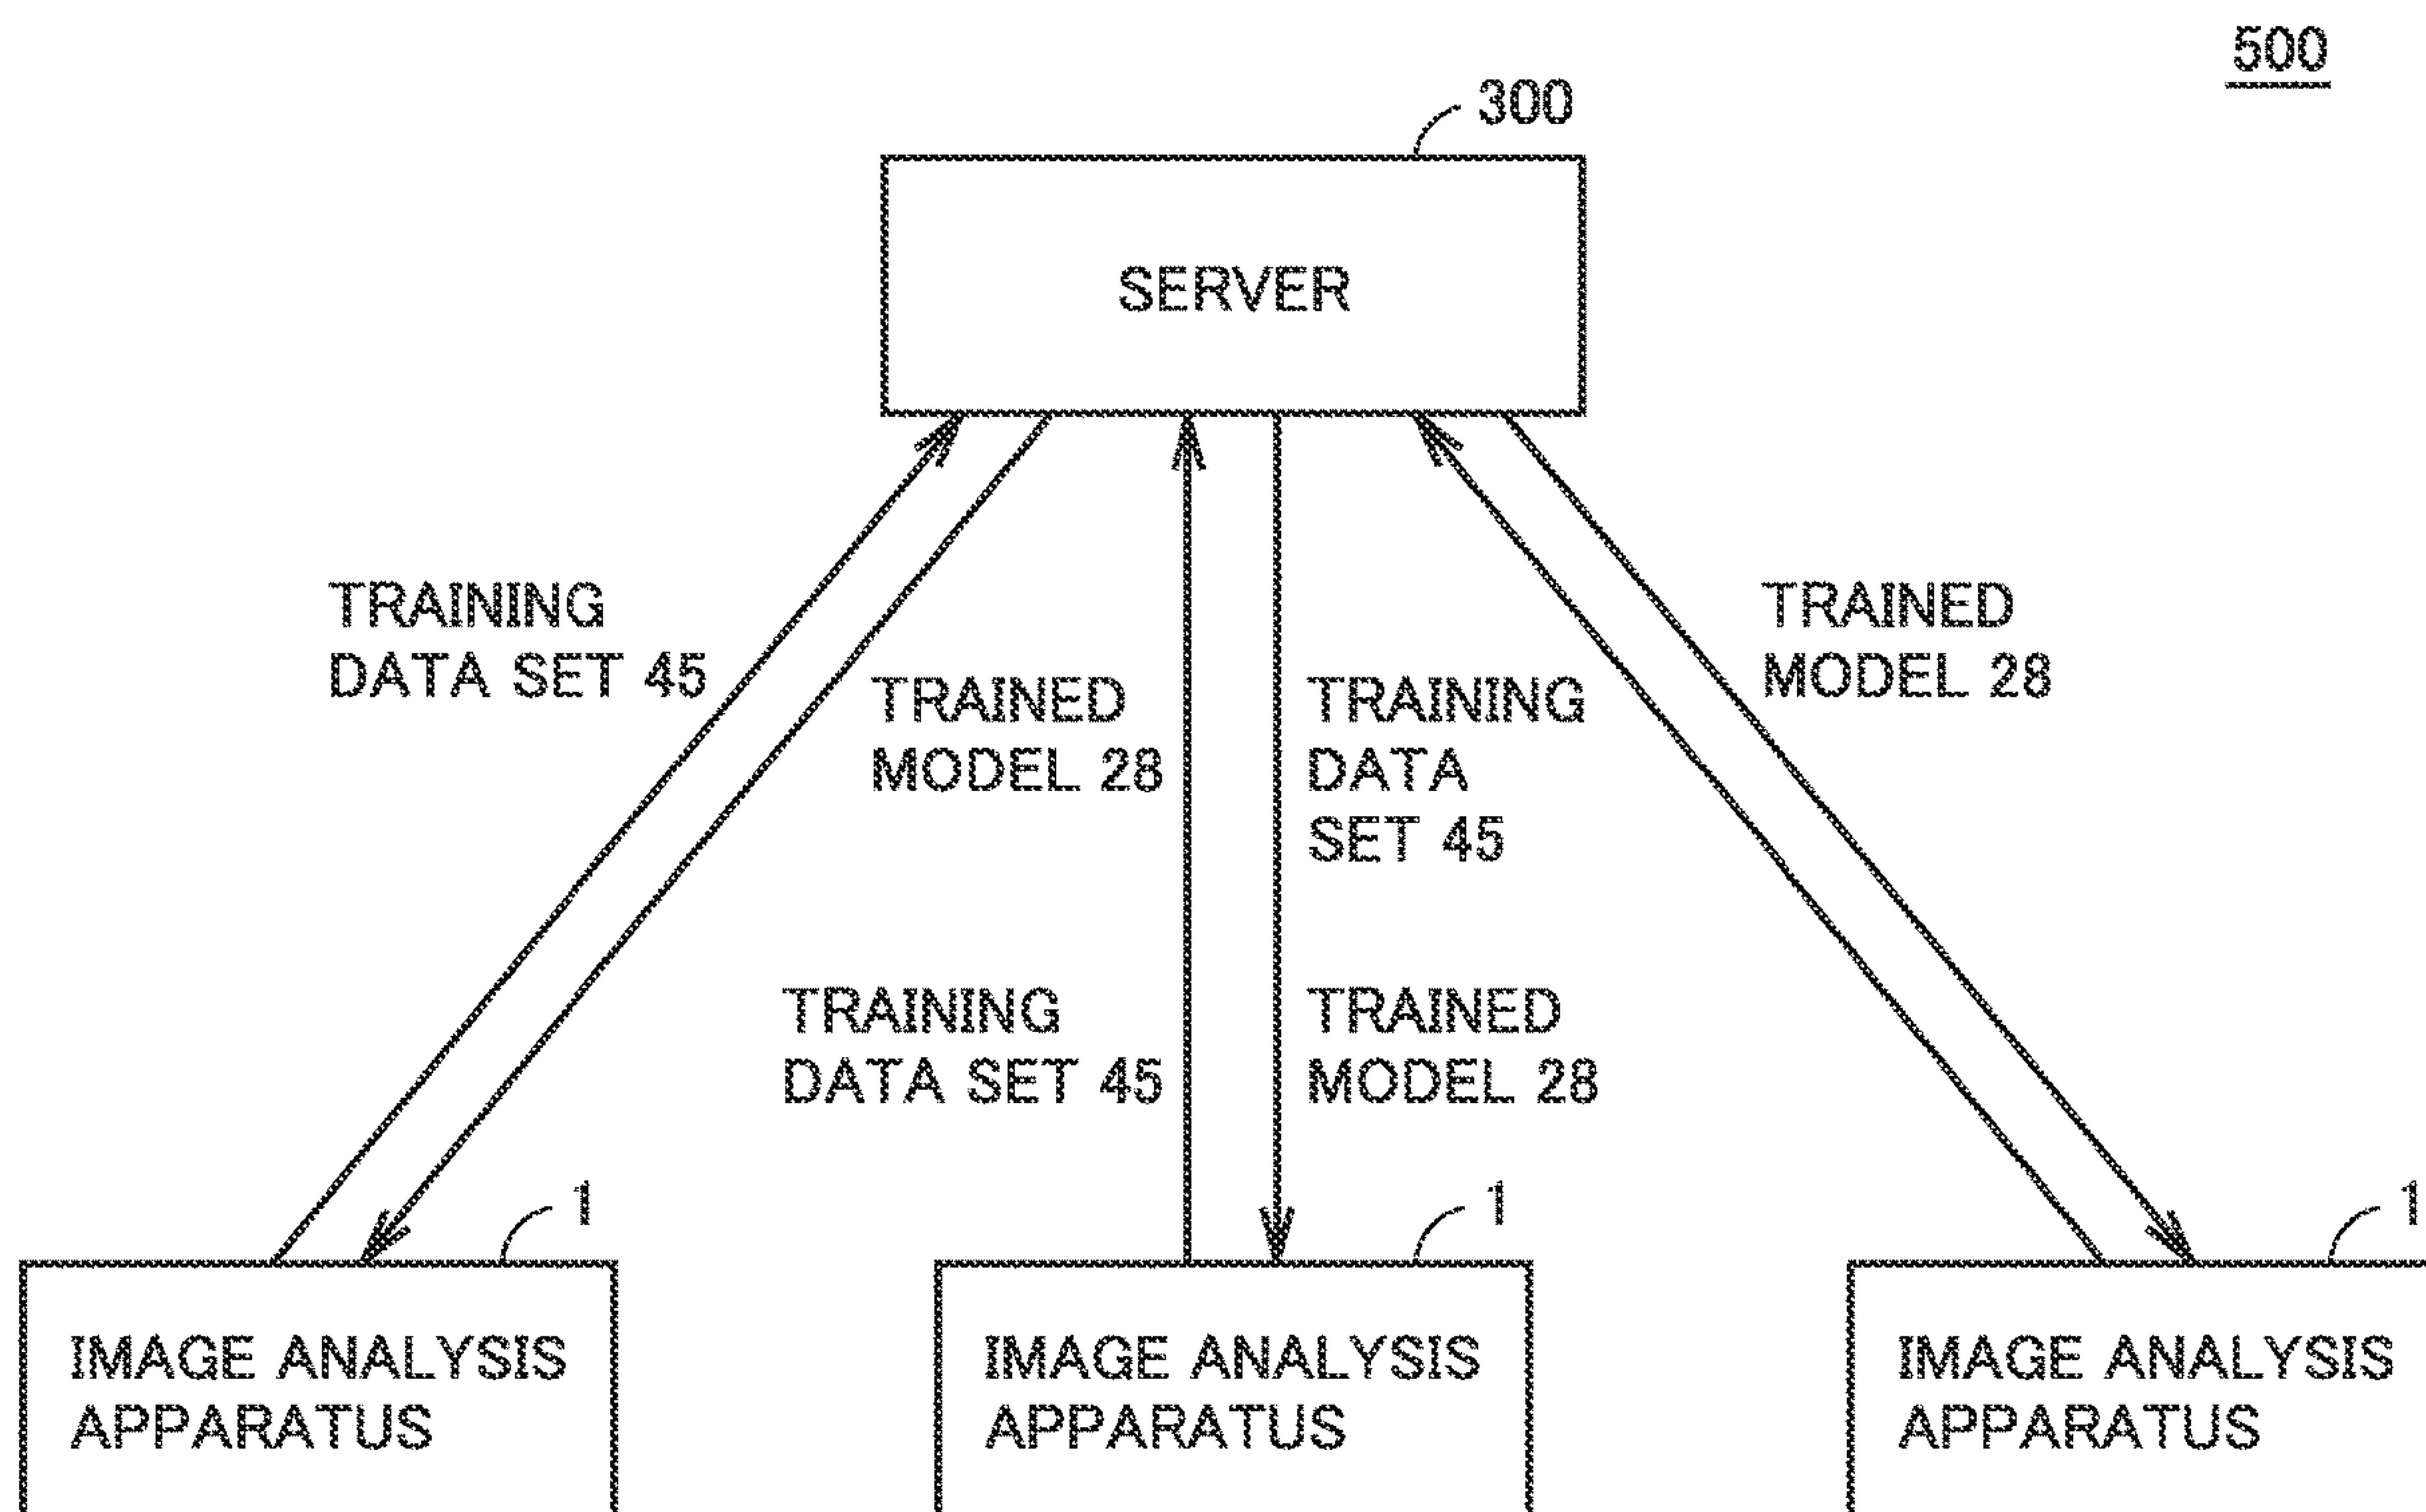 500
300
SERVER
TRAINING
DATA SET 45
TRAINED
MODEL 28
TRAINING
DATA
SET 45
TRAINED
MODEL 28
TRAINING
DATA SET 45
TRAINED
MODEL 28
1
1
1
IMAGE ANALYSIS
APPARATUS
IMAGE ANALYSIS
APPARATUS
IMAGE ANALYSIS
APPARATUS